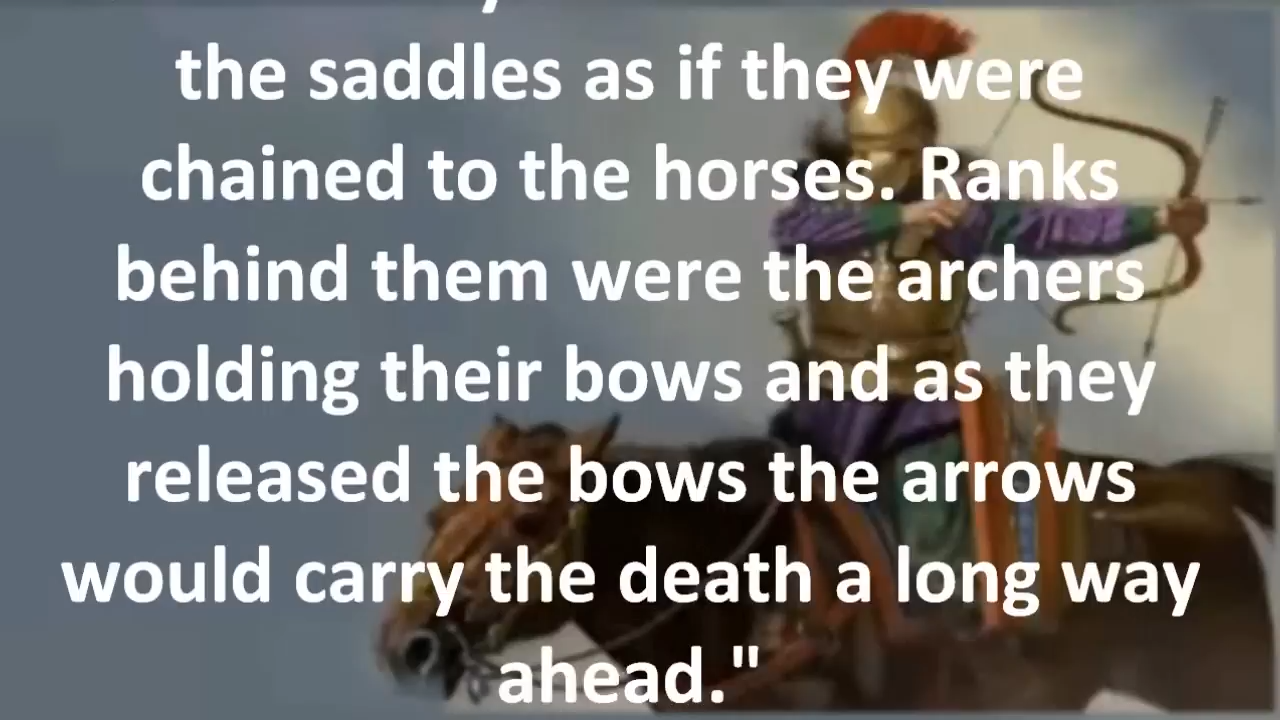 the saddles as if they were
chained to the horses. Ranks
behind them were the archers
holding their bows and as they
released the bows the arrows
would carry the death a long way
ahead."